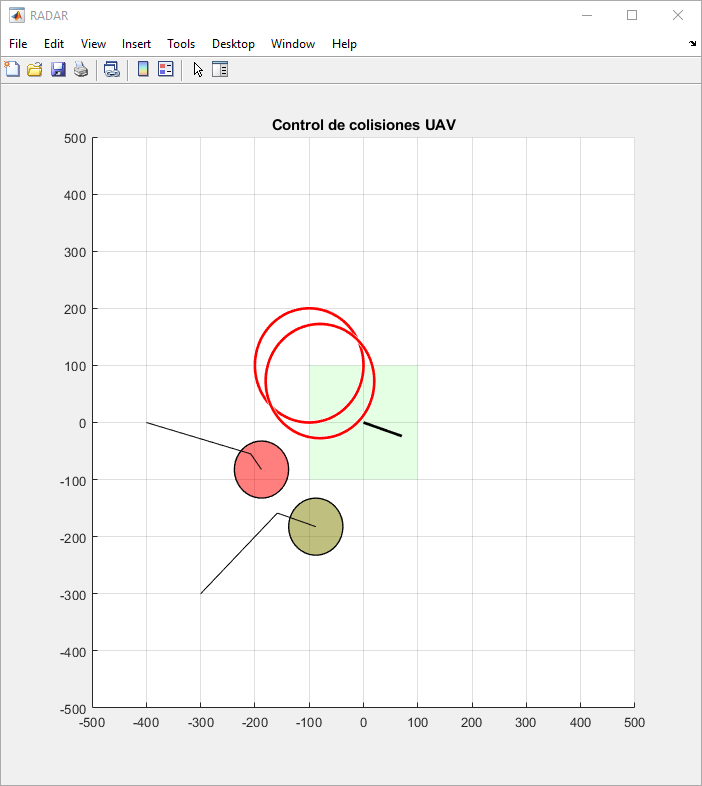 RADAR
File Edit View Insert Tools Desktop Window Help
Control de colisiones UAV
500
400
300
200
100
0
-100
-200
-300
-400
-500
-500 -400 -300 -200 -100 0 100 200 300 400 500